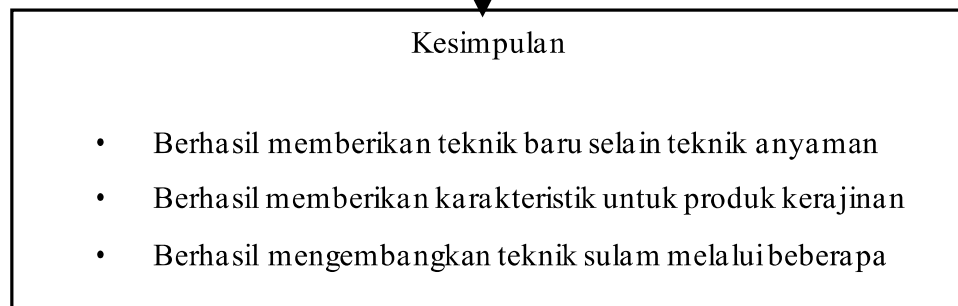 Kesimpulan
• Berhasil memberikan teknik baru selain teknik anyaman
• Berhasil memberikan karakteristik untuk produk kerajinan
• Berhasil mengembangkan teknik sulam melalui beberapa